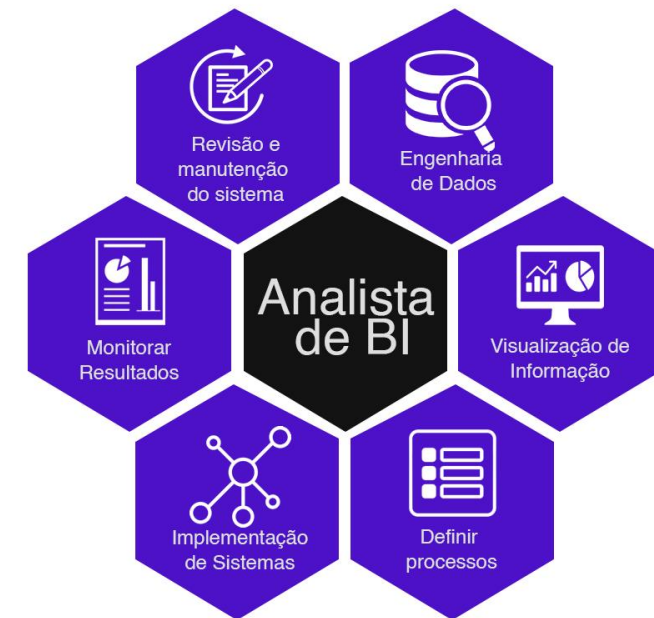 Revisão e
manutenção
do sistema
Engenharia
de Dados
Monitorar
Resultados
Analista
de BI
Visualização de
Informação
Implementação
de Sistemas
Definir
processos